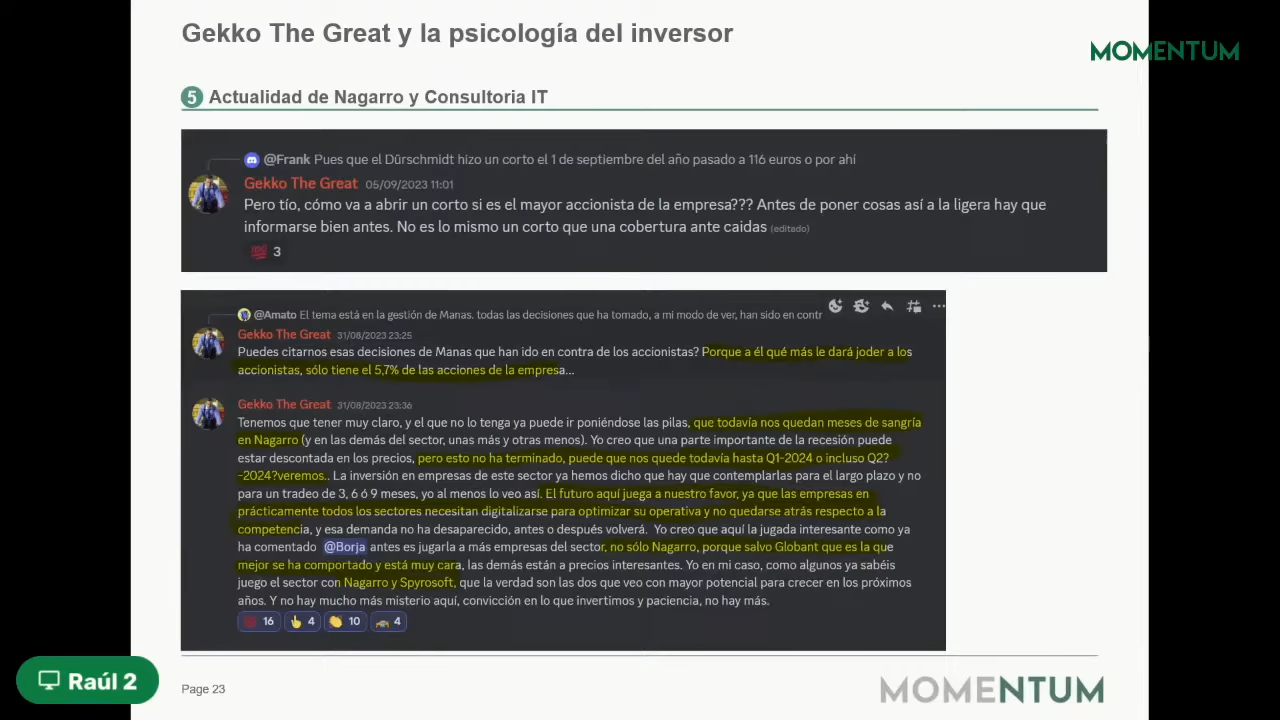 Gekko The Great y la psicología del inversor
MOMENTUM
5 Actualidad de Nagarro y Consultoria IT
@Frank Pues que el Dürschmidt hizo un corto el 1 de septiembre del año pasado a 116 euros o por ahí
Gekko The Great 05/09/2023 11:01
Pero tío, cómo va a abrir un corto si es el mayor accionista de la empresa??? Antes de poner cosas así a la ligera hay que
informarse bien antes. No es lo mismo un corto que una cobertura ante caidas (editado)
3
@Amato El tema está en la gestión de Manas. todas las decisiones que ha tomado, a mi modo de ver, han sido en contr
Gekko The Great 31/08/2023 23:25
Puedes citarnos esas decisiones de Manas que han ido en contra de los accionistas? Porque a él qué más le dará joder a los
accionistas, sólo tiene el 5,7% de las acciones de la empresa...
Gekko The Great 31/08/2023 23:36
Tenemos que tener muy claro, y el que no lo tenga ya puede ir poniéndose las pilas, que todavía nos quedan meses de sangría
en Nagarro (y en las demás del sector, unas más y otras menos). Yo creo que una parte importante de la recesión puede
estar descontada en los precios, pero esto no ha terminado, puede que nos quede todavía hasta Q1-2024 o incluso Q2?
-2024?veremos.. La inversión en empresas de este sector ya hemos dicho que hay que contemplarlas para el largo plazo y no
para un tradeo de 3, 6 ó 9 meses, yo al menos lo veo así. El futuro aquí juega a nuestro favor, ya que las empresas en
prácticamente todos los sectores necesitan digitalizarse para optimizar su operativa y no quedarse atrás respecto a la
competencia, y esa demanda no ha desaparecido, antes o después volverá. Yo creo que aquí la jugada interesante como ya
ha comentado @Borja antes es jugarla a más empresas del sector, no sólo Nagarro, porque salvo Globant que es la que
mejor se ha comportado y está muy cara, las demás están a precios interesantes. Yo en mi caso, como algunos ya sabéis
juego el sector con Nagarro y Spyrosoft, que la verdad son las dos que veo con mayor potencial para crecer en los próximos
años. Y no hay mucho más misterio aquí, convicción en lo que invertimos y paciencia, no hay más.
16 4 10 4
Raúl 2
Page 23
MOMENTUM